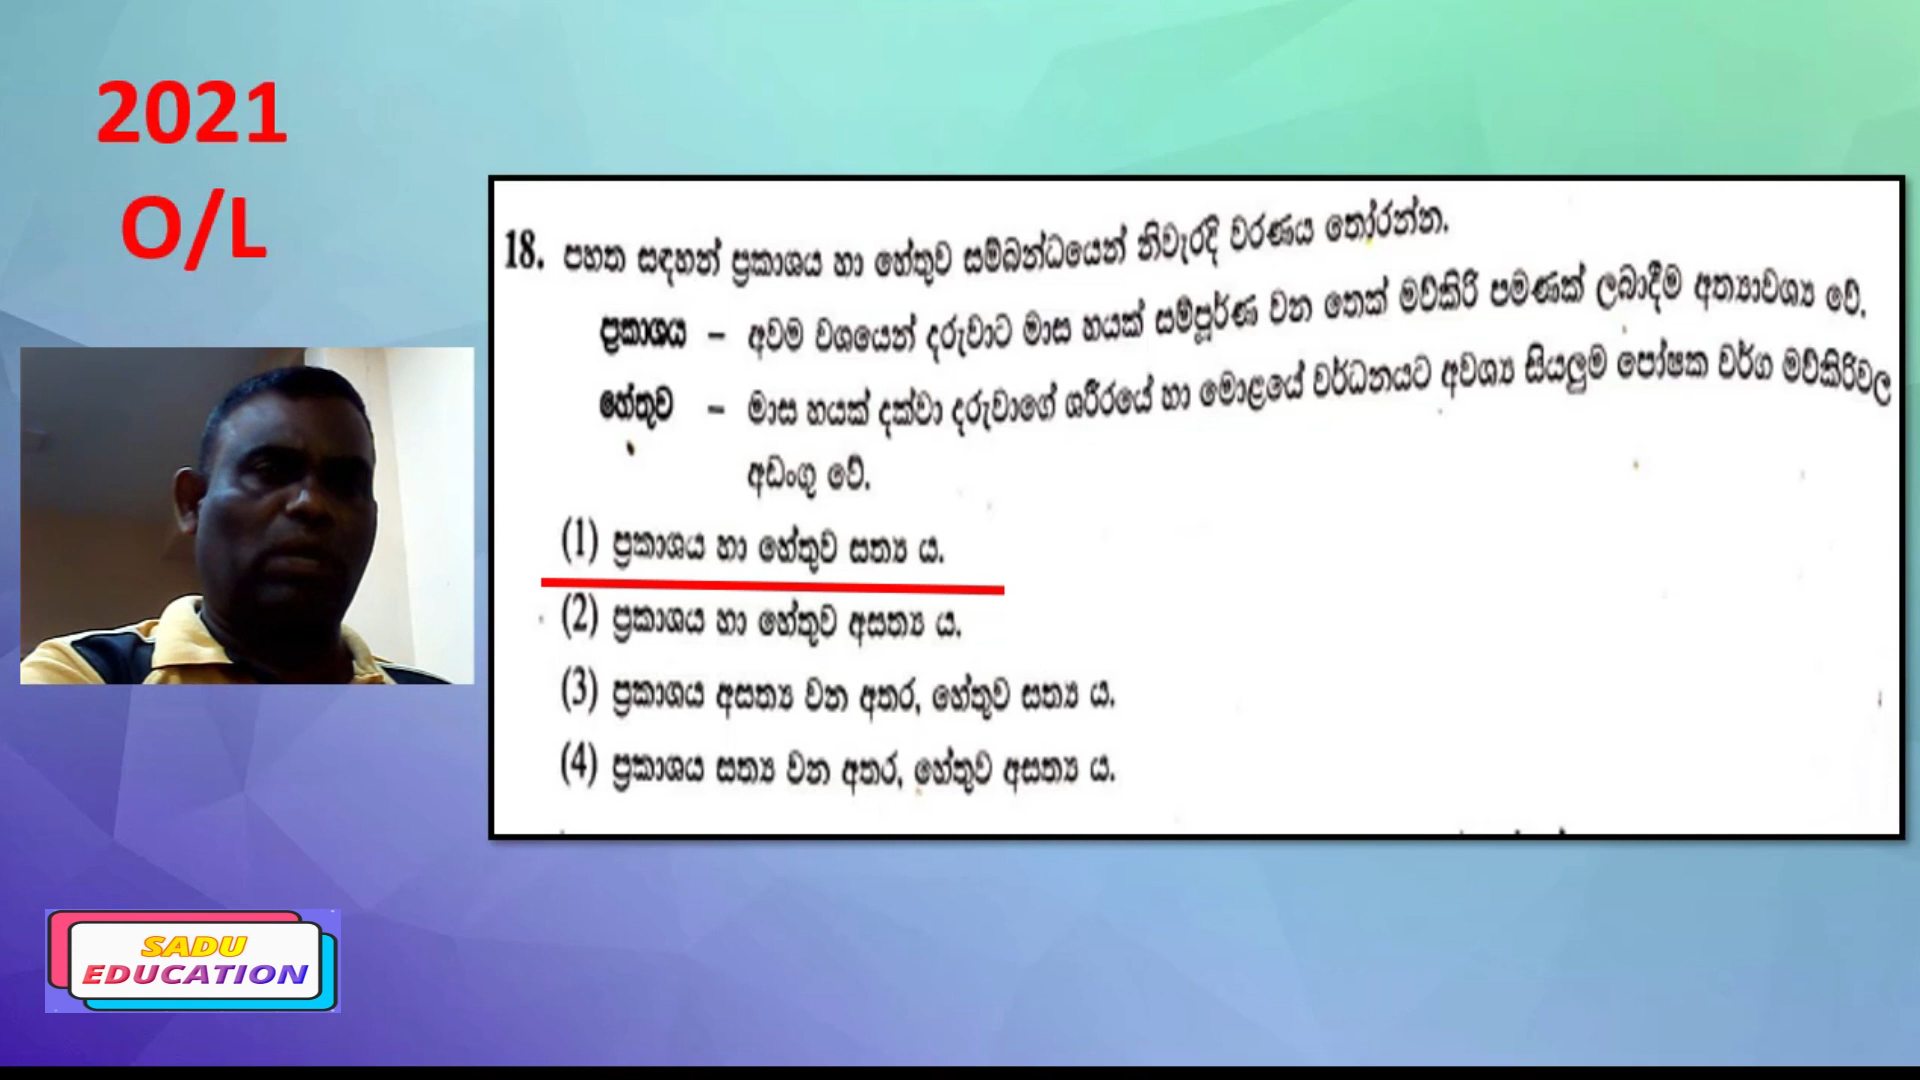 2021
O/L
18. පහත සඳහන් ප්‍රකාශය හා හේතුව සම්බන්ධයෙන් නිවැරදි වරණය තෝරන්න.
ප්‍රකාශය – අවම වශයෙන් දරුවාට මාස හයක් සම්පූර්ණ වන තෙක් මව්කිරි පමණක් ලබාදීම අත්‍යාවශ්‍ය වේ.
හේතුව – මාස හයක් දක්වා දරුවාගේ ශරීරයේ හා මොළයේ වර්ධනයට අවශ්‍ය සියලුම පෝෂක වර්ග මව්කිරිවල
අඩංගු වේ.
(1) ප්‍රකාශය හා හේතුව සත්‍ය ය.
(2) ප්‍රකාශය හා හේතුව අසත්‍ය ය.
(3) ප්‍රකාශය අසත්‍ය වන අතර, හේතුව සත්‍ය ය.
(4) ප්‍රකාශය සත්‍ය වන අතර, හේතුව අසත්‍ය ය.
SADU
EDUCATION